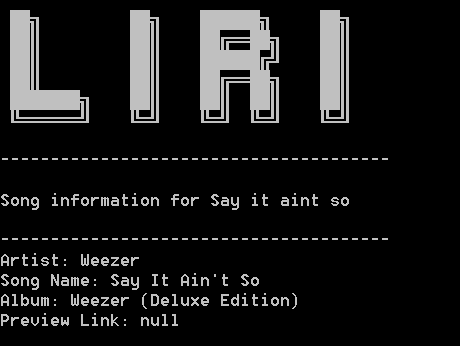 LIRI
---------------------------------------
Song information for Say it aint so
---------------------------------------
Artist: Weezer
Song Name: Say It Ain't So
Album: Weezer (Deluxe Edition)
Preview Link: null